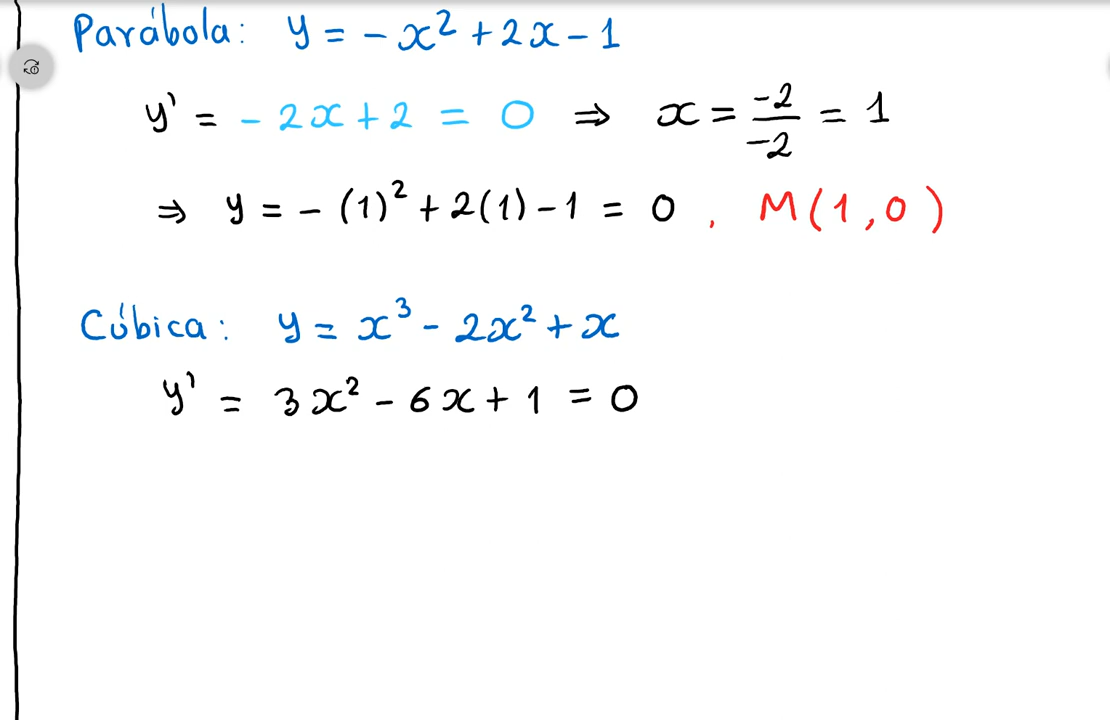 Parábola: y = -x² + 2x - 1
y' = -2x + 2 = 0 ⇒ x = -2/-2 = 1
⇒ y = -(1)² + 2(1) - 1 = 0 , M(1,0)
Cúbica: y = x³ - 2x² + x
y' = 3x² - 6x + 1 = 0